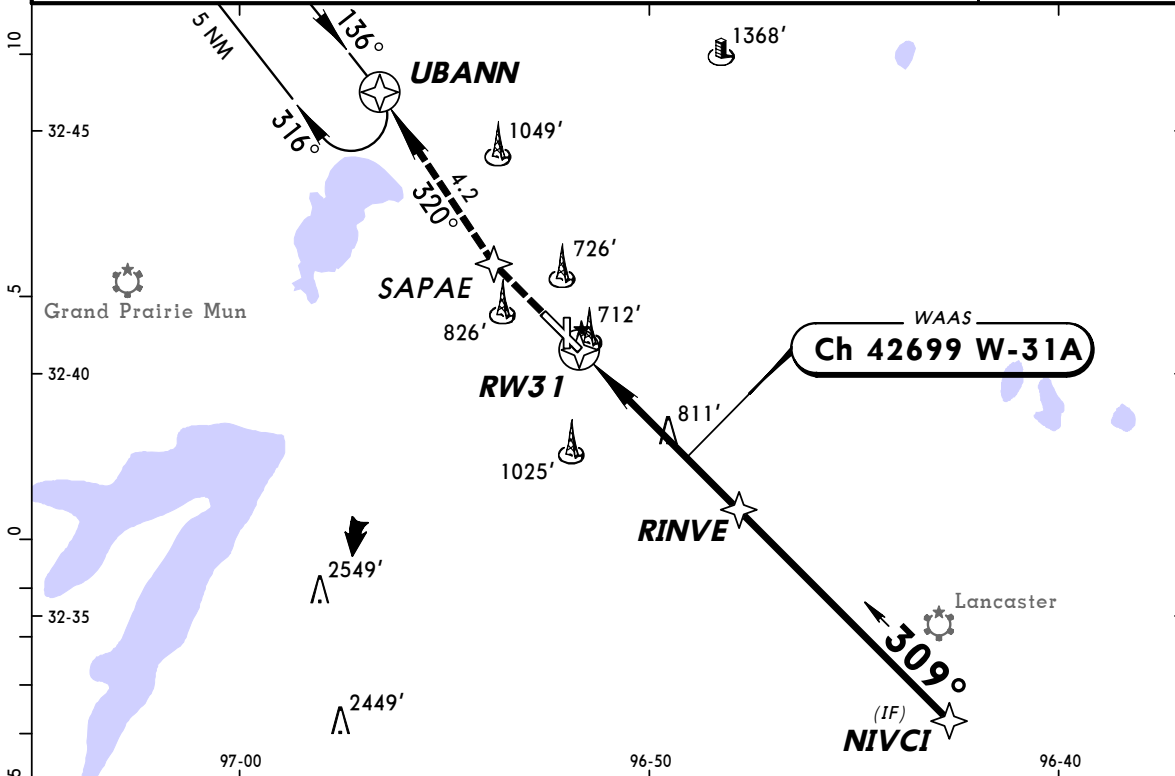 10
5 NM
136°
1368'
UBANN
316°
32-45
1049'
4.2
320°
726'
SAPAE
5
Grand Prairie Mun
826'
712'
WAAS
Ch 42699 W-31A
32-40
RW31
811'
1025'
RINVE
0
2549'
Lancaster
32-35
309°
2449'
(IF)
NIVCI
97-00
96-50
96-40
5